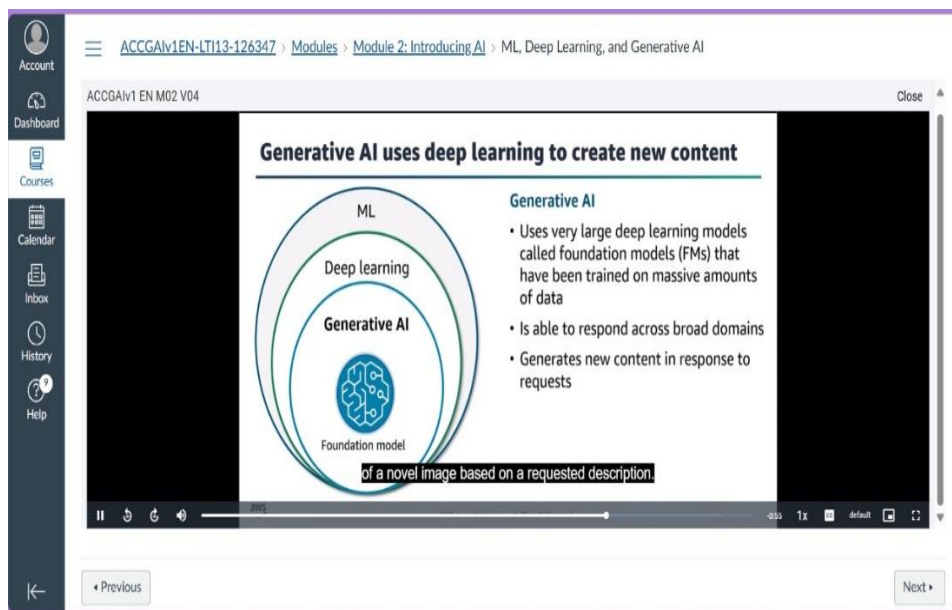 ACCGAIv1EN-LTI13-126347 › Modules › Module 2: Introducing AI › ML, Deep Learning, and Generative AI
Account
Dashboard
Courses
Calendar
Inbox
History
9
Help
ACCGAIv1 EN M02 V04
Close
Generative AI uses deep learning to create new content
ML
Deep learning
Generative AI
Foundation model
Generative AI
• Uses very large deep learning models
called foundation models (FMs) that
have been trained on massive amounts
of data
• Is able to respond across broad domains
• Generates new content in response to
requests
of a novel image based on a requested description.
aws
1x
default
Previous
Next